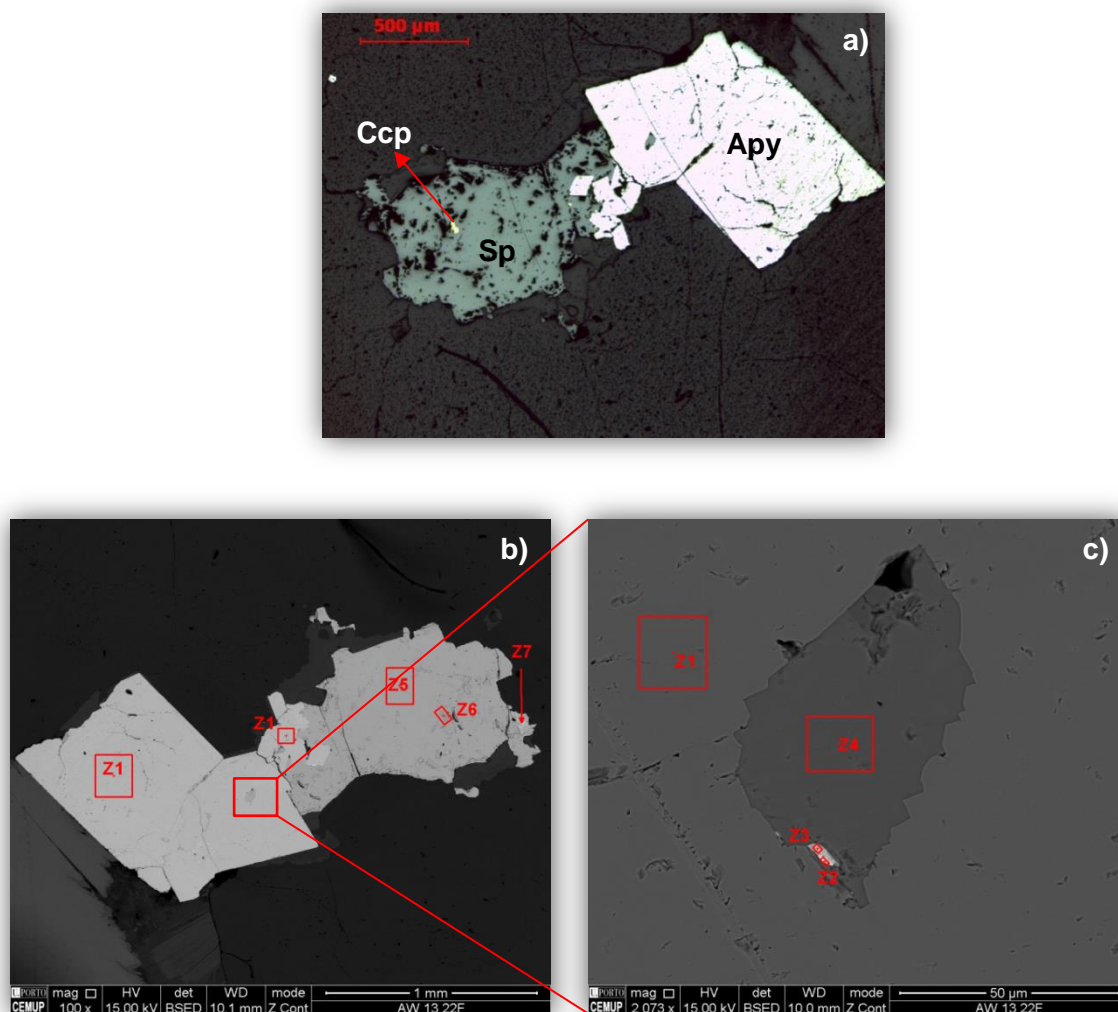 500 µm
a)
Ccp
Apy
Sp
b)
Z7
Z5
Z6
Z1
Z1
c)
Z1
Z4
Z3
Z2
U.PORTO mag □ HV det WD mode 1 mm
CEMUP 100 x 15.00 kV BSED 10.1 mm Z Cont AW 13.22F
U.PORTO mag □ HV det WD mode 50 µm
CEMUP 2 073 x 15.00 kV BSED 10.0 mm Z Cont AW 13.22F